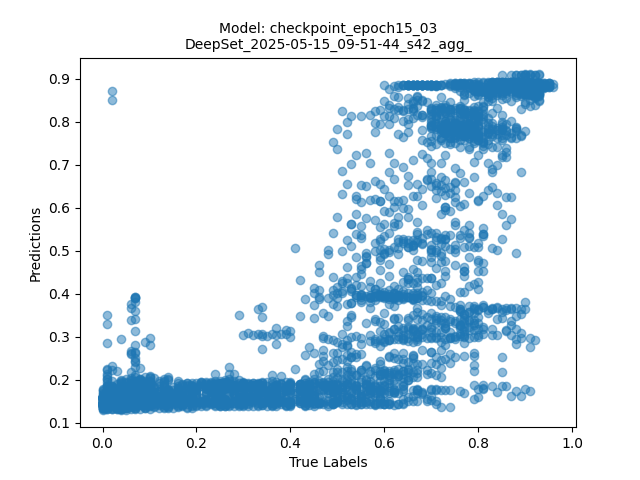 Model: checkpoint_epoch15_03
DeepSet_2025-05-15_09-51-44_s42_agg_
0.9
0.8
0.7
0.6
0.5
0.4
0.3
0.2
0.1
Predictions
0.0 0.2 0.4 0.6 0.8 1.0
True Labels